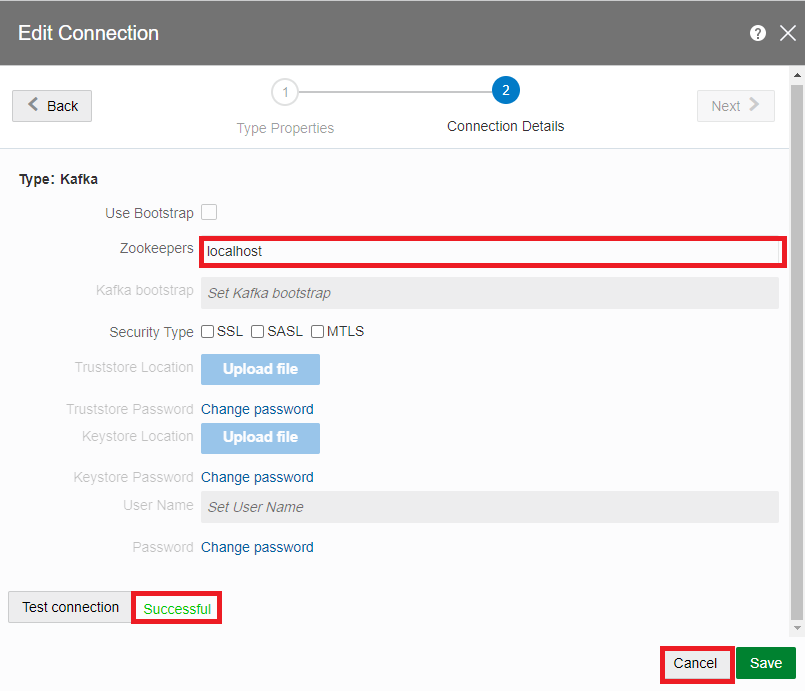 Edit Connection
?
Back
1
2
Next
Type Properties
Connection Details
Type: Kafka
Use Bootstrap
Zookeepers localhost
Kafka bootstrap Set Kafka bootstrap
Security Type SSL SASL MTLS
Truststore Location Upload file
Truststore Password Change password
Keystore Location Upload file
Keystore Password Change password
User Name Set User Name
Password Change password
Test connection Successful
Cancel Save